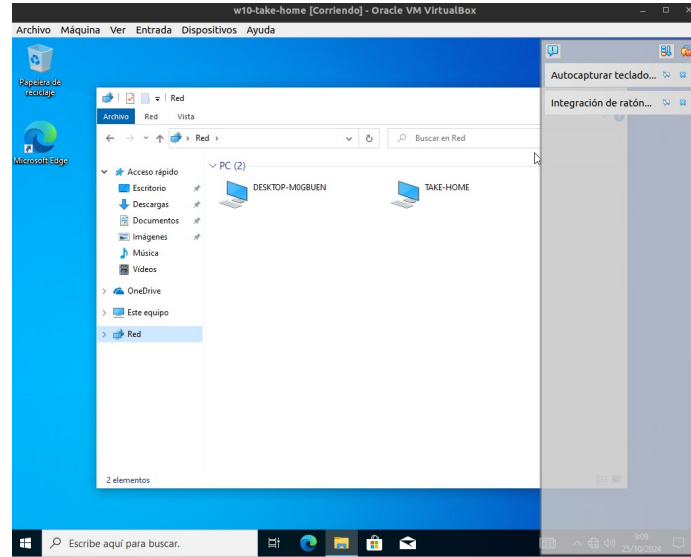 w10-take-home [Corriendo] - Oracle VM VirtualBox
Archivo Máquina Ver Entrada Dispositivos Ayuda
Papelera de
reciclaje
Microsoft Edge
Red
Archivo Red Vista
Red
Buscar en Red
Acceso rápido
Escritorio
Descargas
Documentos
Imágenes
Música
Vídeos
OneDrive
Este equipo
Red
PC (2)
DESKTOP-M0GBUEN
TAKE-HOME
2 elementos
Autocapturar teclado...
Integración de ratón...
Escribe aquí para buscar.
9:09
25/10/2024